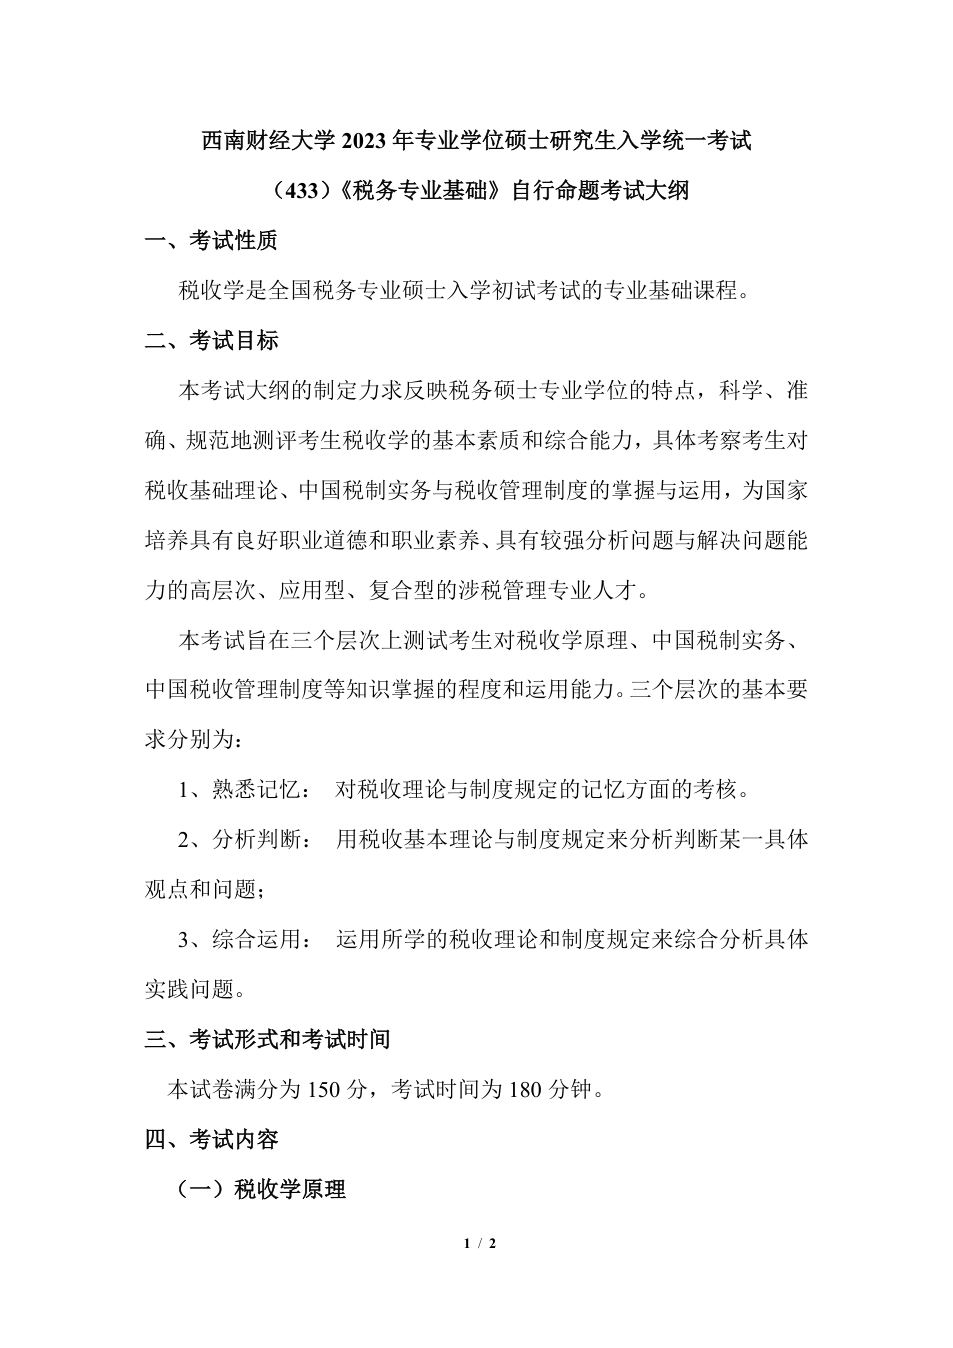 西南财经大学 2023 年专业学位硕士研究生入学统一考试
（433）《税务专业基础》自行命题考试大纲
一、考试性质
税收学是全国税务专业硕士入学初试考试的专业基础课程。
二、考试目标
本考试大纲的制定力求反映税务硕士专业学位的特点，科学、准
确、规范地测评考生税收学的基本素质和综合能力，具体考察考生对
税收基础理论、中国税制实务与税收管理制度的掌握与运用，为国家
培养具有良好职业道德和职业素养、具有较强分析问题与解决问题能
力的高层次、应用型、复合型的涉税管理专业人才。
本考试旨在三个层次上测试考生对税收学原理、中国税制实务、
中国税收管理制度等知识掌握的程度和运用能力。三个层次的基本要
求分别为：
1、熟悉记忆： 对税收理论与制度规定的记忆方面的考核。
2、分析判断： 用税收基本理论与制度规定来分析判断某一具体
观点和问题；
3、综合运用： 运用所学的税收理论和制度规定来综合分析具体
实践问题。
三、考试形式和考试时间
本试卷满分为 150 分，考试时间为 180 分钟。
四、考试内容
（一）税收学原理
1 / 2